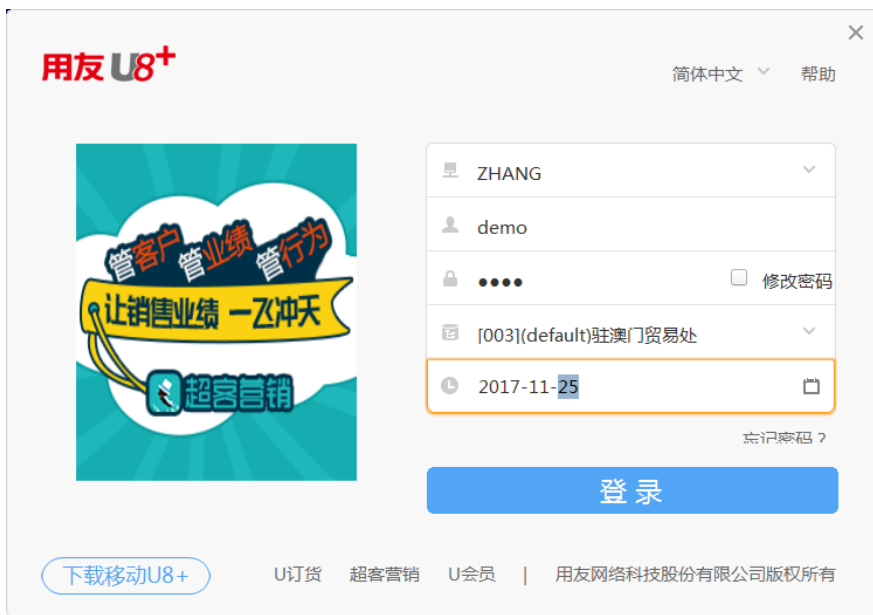 用友 U8+
简体中文 帮助
管客户 管业绩 管行为
让销售业绩 一飞冲天
超客营销
ZHANG
demo
修改密码
[003](default)驻澳门贸易处
2017-11-25
忘记密码?
登录
下载移动U8+ U订货 超客营销 U会员 | 用友网络科技股份有限公司版权所有